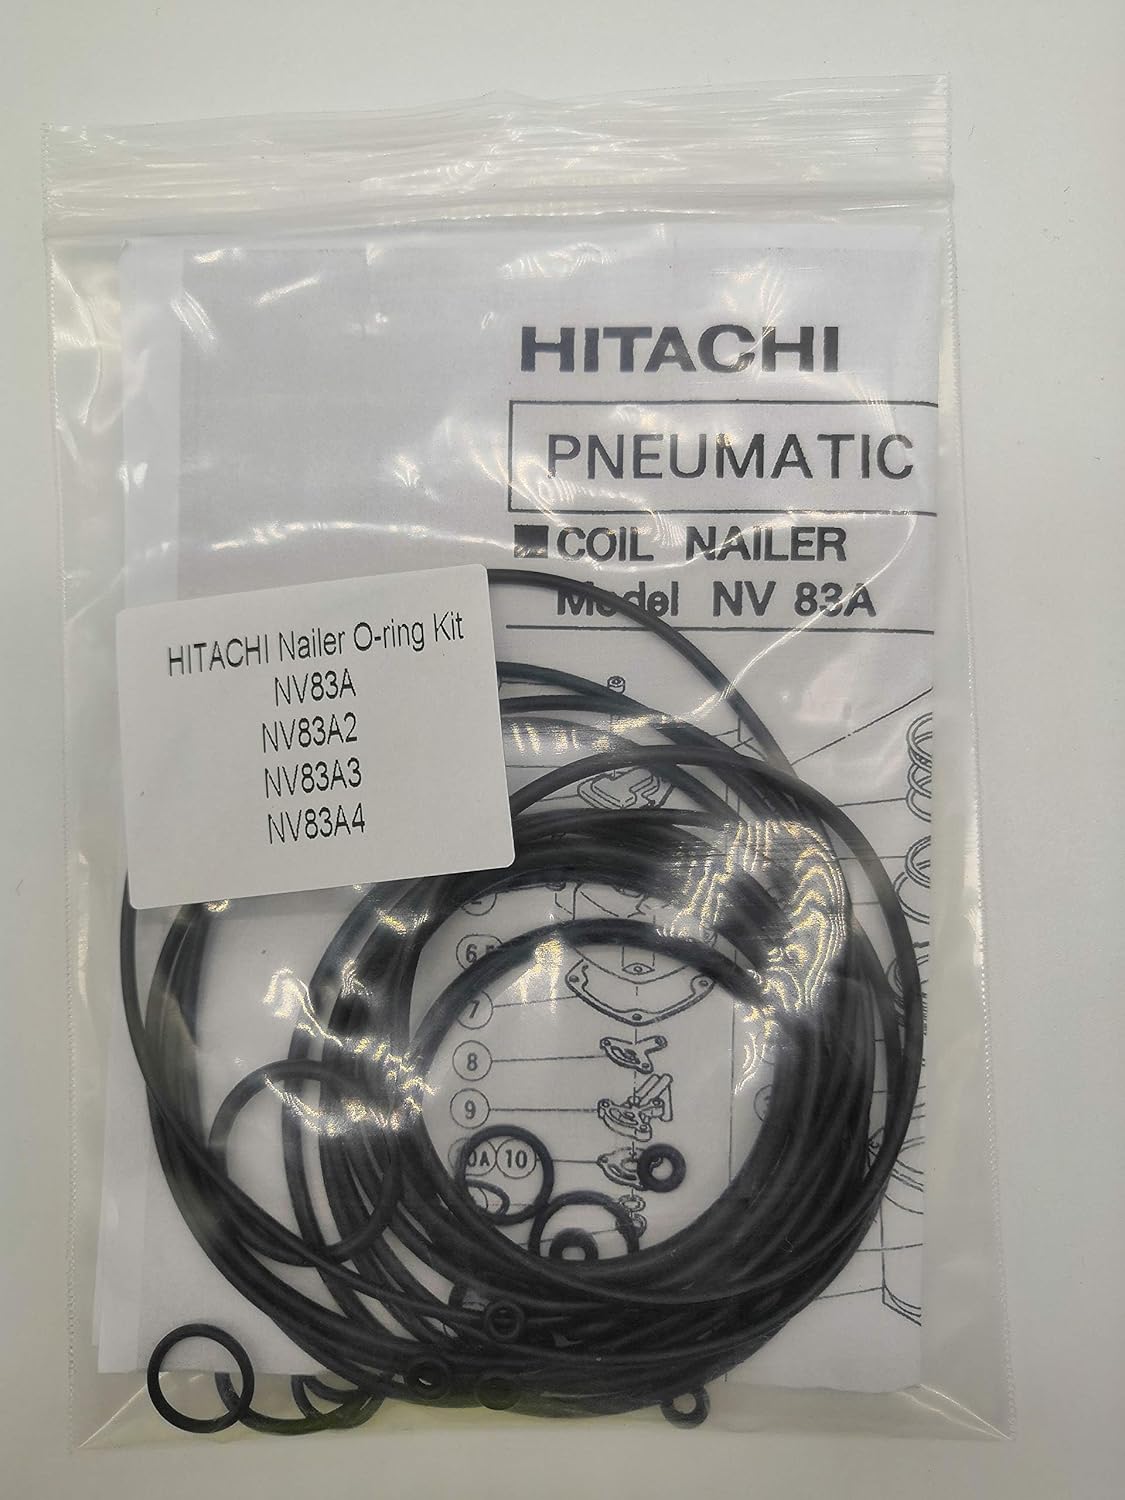 HITACHI
PNEUMATIC
COIL NAILER
Model NV 83A
HITACHI Nailer O-ring Kit
NV83A
NV83A2
NV83A3
NV83A4
7
8
9
10